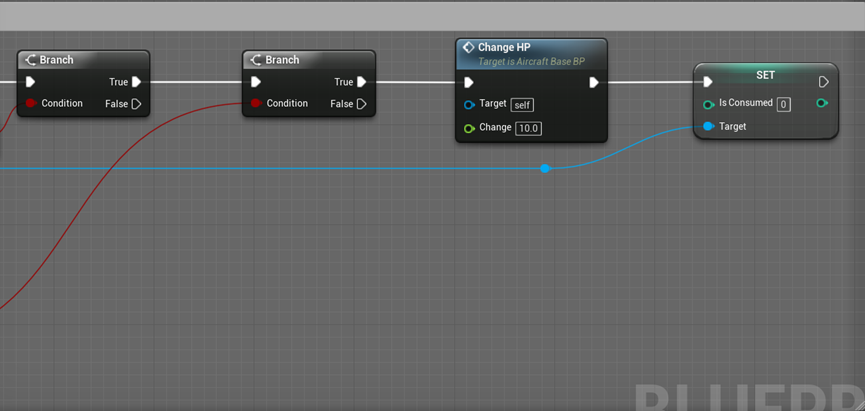 Branch
True
Condition
False
Branch
True
Condition
False
Change HP
Target is Aircraft Base BP
Target self
Change 10.0
SET
Is Consumed 0
Target